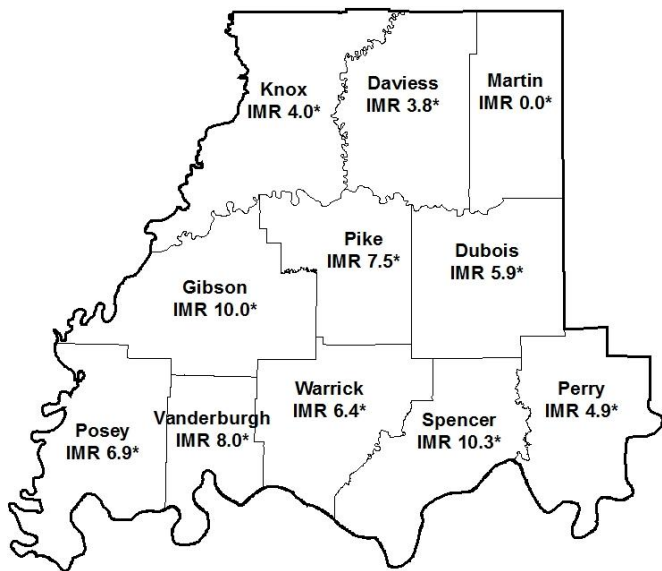 Knox
IMR 4.0*
Daviess
IMR 3.8*
Martin
IMR 0.0*
Gibson
IMR 10.0*
Pike
IMR 7.5*
Dubois
IMR 5.9*
Posey
IMR 6.9*
Vanderburgh
IMR 8.0*
Warrick
IMR 6.4*
Spencer
IMR 10.3*
Perry
IMR 4.9*